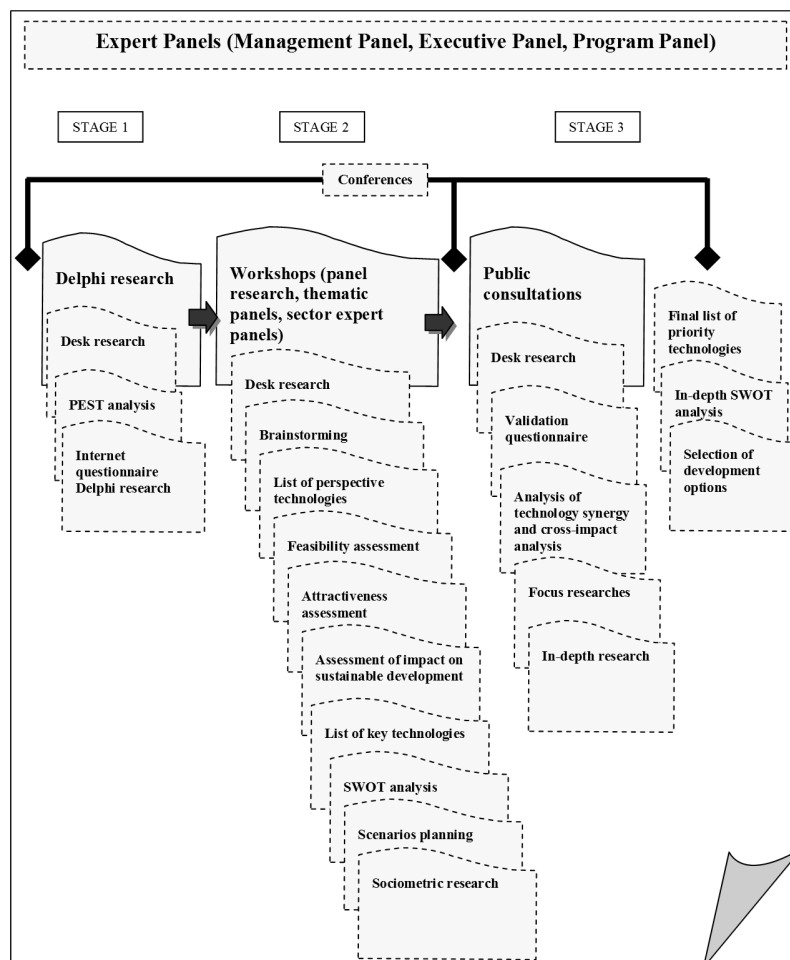 Expert Panels (Management Panel, Executive Panel, Program Panel)
STAGE 1
STAGE 2
STAGE 3
Conferences
Delphi research
Desk research
PEST analysis
Internet
questionnaire
Delphi research
Workshops (panel
research, thematic
panels, sector expert
panels)
Desk research
Brainstorming
List of perspective
technologies
Feasibility assessment
Attractiveness
assessment
Assessment of impact on
sustainable development
List of key technologies
SWOT analysis
Scenarios planning
Sociometric research
Public
consultations
Desk research
Validation
questionnaire
Analysis of
technology synergy
and cross-impact
analysis
Focus researches
In-depth research
Final list of
priority
technologies
In-depth SWOT
analysis
Selection of
development
options